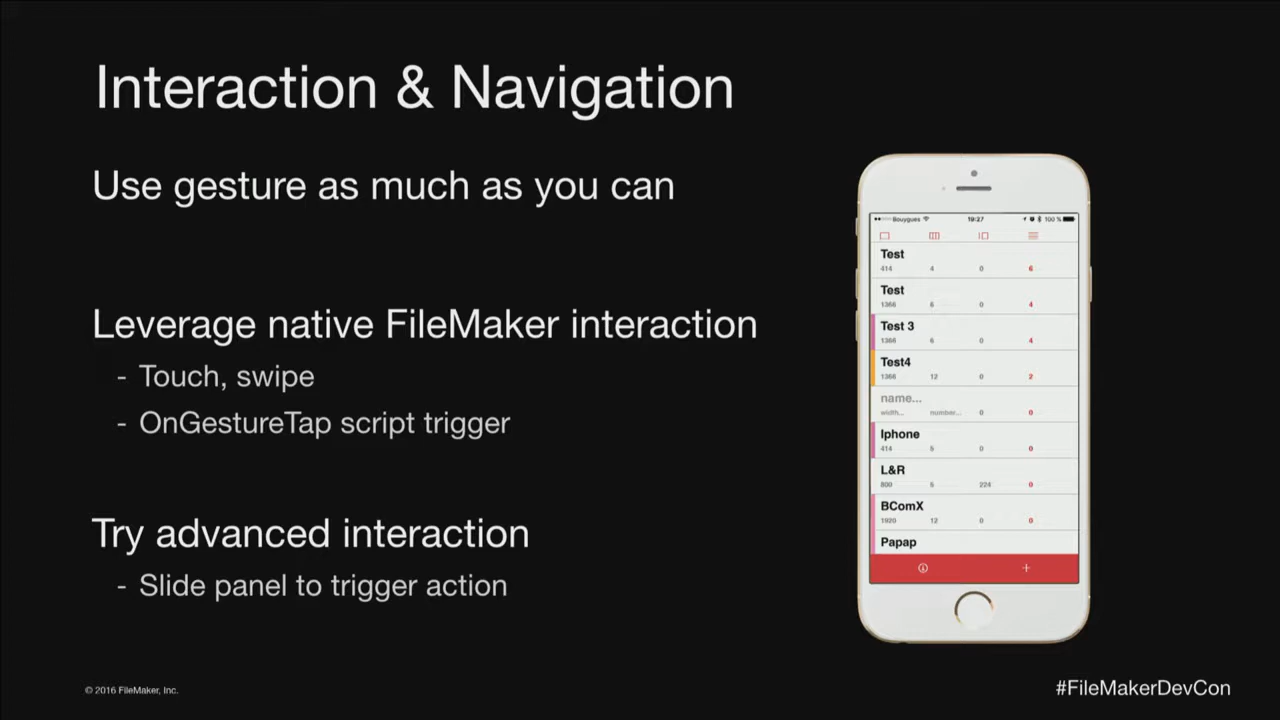 Interaction & Navigation
Use gesture as much as you can
Leverage native FileMaker interaction
- Touch, swipe
- OnGestureTap script trigger
Try advanced interaction
- Slide panel to trigger action
Bouygues 19:27 100 %
Test
414 4 0 6
Test
1366 6 0 4
Test 3
1366 6 0 4
Test4
1366 12 0 2
name...
width... number... 0 0
Iphone
414 5 0 0
L&R
800 5 224 0
BComX
1920 12 0 0
Papap
© 2016 FileMaker, Inc.
#FileMakerDevCon